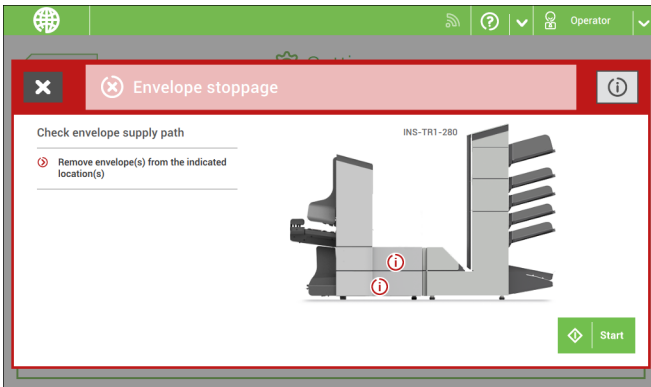 Operator
Envelope stoppage
Check envelope supply path
INS-TR1-280
Remove envelope(s) from the indicated
location(s)
Start